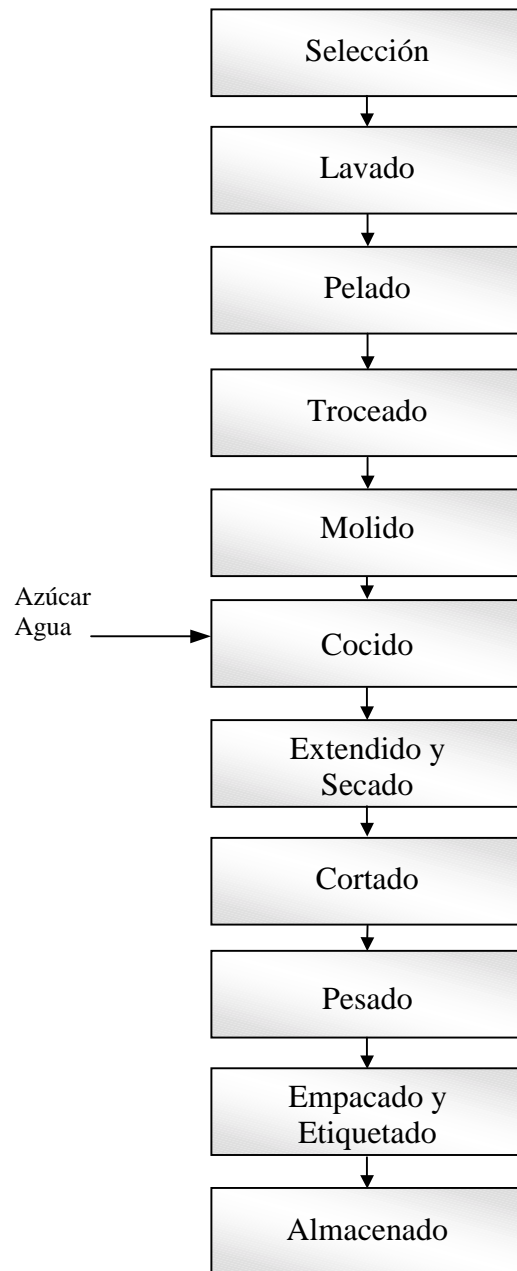 Selección
Lavado
Pelado
Troceado
Molido
Azúcar
Agua
Cocido
Extendido y
Secado
Cortado
Pesado
Empacado y
Etiquetado
Almacenado